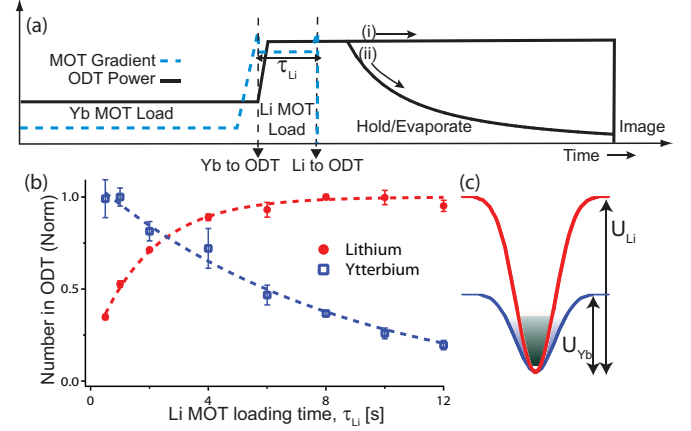 (a)
MOT Gradient
ODT Power
(i)
(ii)
τLi
Yb MOT Load
Li MOT
Load
Hold/Evaporate
Image
Yb to ODT
Li to ODT
Time
(b)
Number in ODT (Norm)
1.0
0.5
0.0
Lithium
Ytterbium
0
4
8
12
Li MOT loading time, τLi [s]
(c)
ULi
UYb